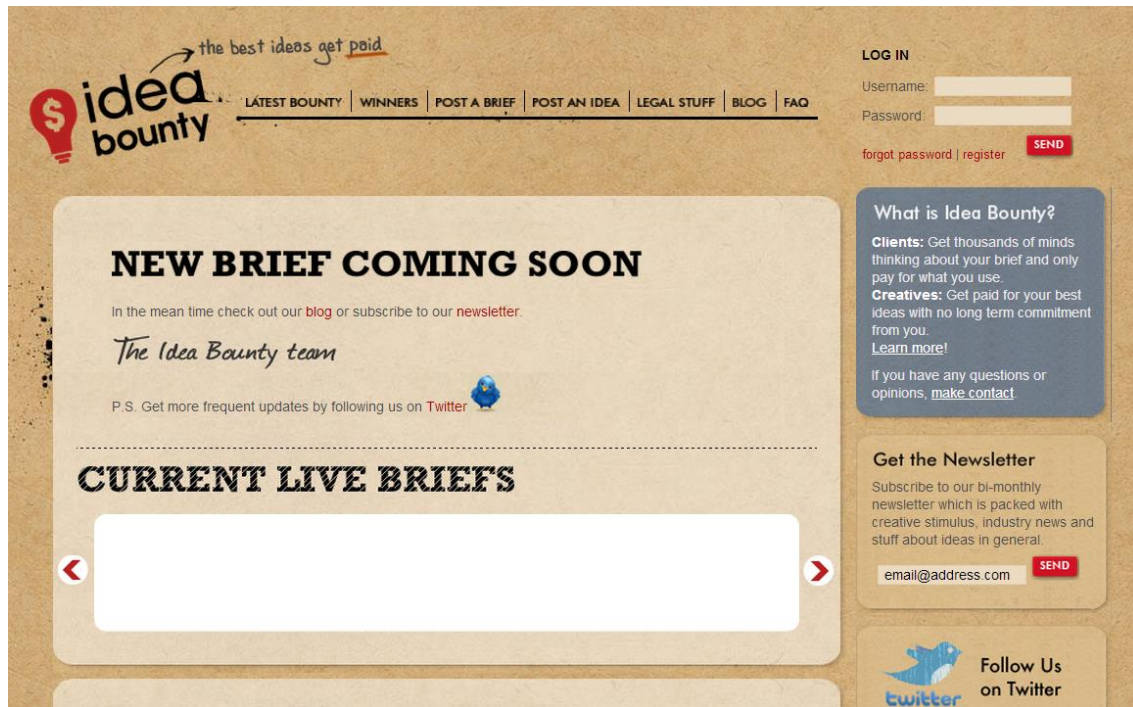 the best ideas get paid
idea
bounty
$
LATEST BOUNTY | WINNERS | POST A BRIEF | POST AN IDEA | LEGAL STUFF | BLOG | FAQ
LOG IN
Username:
Password:
forgot password | register
SEND
NEW BRIEF COMING SOON
In the mean time check out our blog or subscribe to our newsletter.
The Idea Bounty team
P.S. Get more frequent updates by following us on Twitter
CURRENT LIVE BRIEFS
What is Idea Bounty?
Clients: Get thousands of minds
thinking about your brief and only
pay for what you use.
Creatives: Get paid for your best
ideas with no long term commitment
from you.
Learn more!
If you have any questions or
opinions, make contact.
Get the Newsletter
Subscribe to our bi-monthly
newsletter which is packed with
creative stimulus, industry news and
stuff about ideas in general.
email@address.com
SEND
twitter
Follow Us
on Twitter